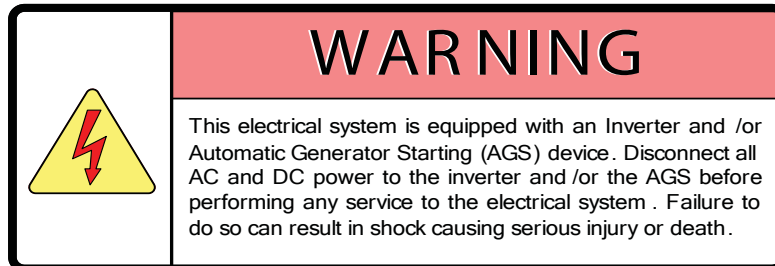 WARNING
This electrical system is equipped with an Inverter and /or
Automatic Generator Starting (AGS) device. Disconnect all
AC and DC power to the inverter and /or the AGS before
performing any service to the electrical system . Failure to
do so can result in shock causing serious injury or death.